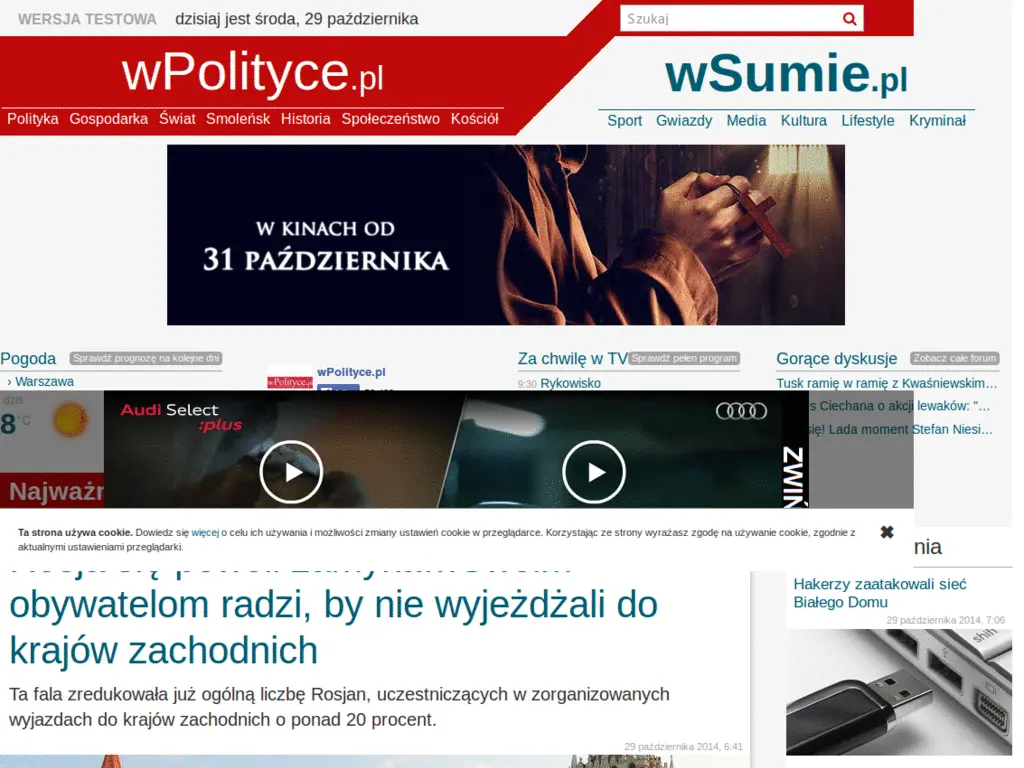 WERSJA TESTOWA dzisiaj jest środa, 29 października
Szukaj
wPolityce.pl
wSumie.pl
Polityka Gospodarka Świat Smoleńsk Historia Społeczeństwo Kościół
Sport Gwiazdy Media Kultura Lifestyle Kryminał
W KINACH OD
31 PAŹDZIERNIKA
Pogoda Sprawdź prognozę na kolejne dni
› Warszawa
dziś
8°C
wPolityce.pl
wPolityce.pl
Za chwilę w TV Sprawdź pełen program
9:30 Rykowisko
Gorące dyskusje Zobacz całe forum
Tusk ramię w ramię z Kwaśniewskim…
Ciechana o akcji lewaków: "…
się! Lada moment Stefan Niesi…
Audi Select
:plus
ZWIŃ
Ta strona używa cookie. Dowiedz się więcej o celu ich używania i możliwości zmiany ustawień cookie w przeglądarce. Korzystając ze strony wyrażasz zgodę na używanie cookie, zgodnie z
aktualnymi ustawieniami przeglądarki.
obywatelom radzi, by nie wyjeżdżali do
krajów zachodnich
Ta fala zredukowała już ogólną liczbę Rosjan, uczestniczących w zorganizowanych
wyjazdach do krajów zachodnich o ponad 20 procent.
29 października 2014, 6:41
Hakerzy zaatakowali sieć
Białego Domu
29 października 2014, 7:06
shift